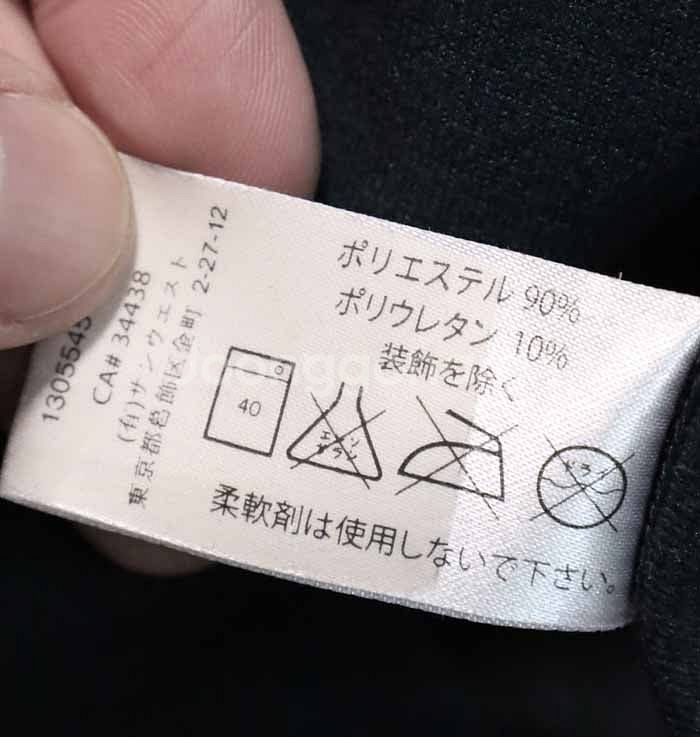 ポリエステル 90%
ポリウレタン 10%
装飾を除く
40
エンソ
サラシ
ドライ
柔軟剤は使用しないで下さい。
1305545
CA# 34438
(有)サンウエスト
東京都葛飾区金町 2-27-12